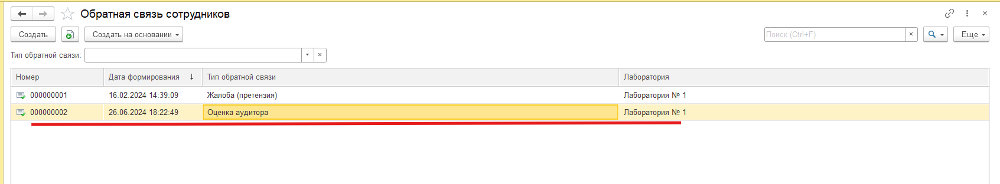 Обратная связь сотрудников
Создать Создать на основании Поиск (Ctrl+F) Еще
Тип обратной связи:
Номер Дата формирования Тип обратной связи Лаборатория
000000001 16.02.2024 14:39:09 Жалоба (претензия) Лаборатория № 1
000000002 26.06.2024 18:22:49 Оценка аудитора Лаборатория № 1